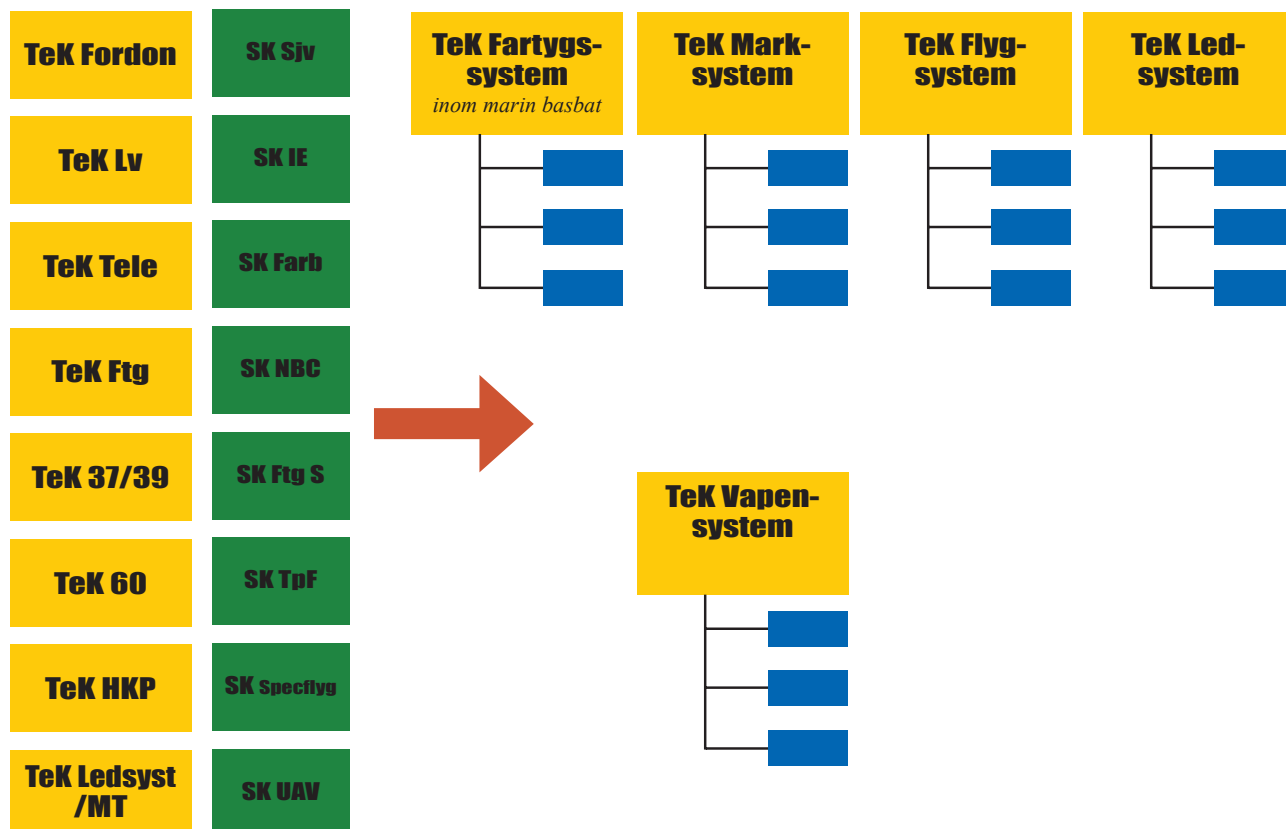 TeK Fordon
SK Sjv
TeK Lv
SK IE
TeK Tele
SK Farb
TeK Ftg
SK NBC
TeK 37/39
SK Ftg S
TeK 60
SK TpF
TeK HKP
SK Specflyg
TeK Ledsyst
/MT
SK UAV
TeK Fartygs-
system
inom marin basbat
TeK Mark-
system
TeK Flyg-
system
TeK Led-
system
TeK Vapen-
system